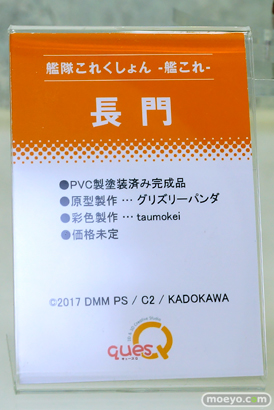 艦隊これくしょん -艦これ-
長門
●PVC製塗装済み完成品
●原型製作 … グリズリーパンダ
●彩色製作 … taumokei
●価格未定
©2017 DMM PS / C2 / KADOKAWA
quesQ
moeyo.com